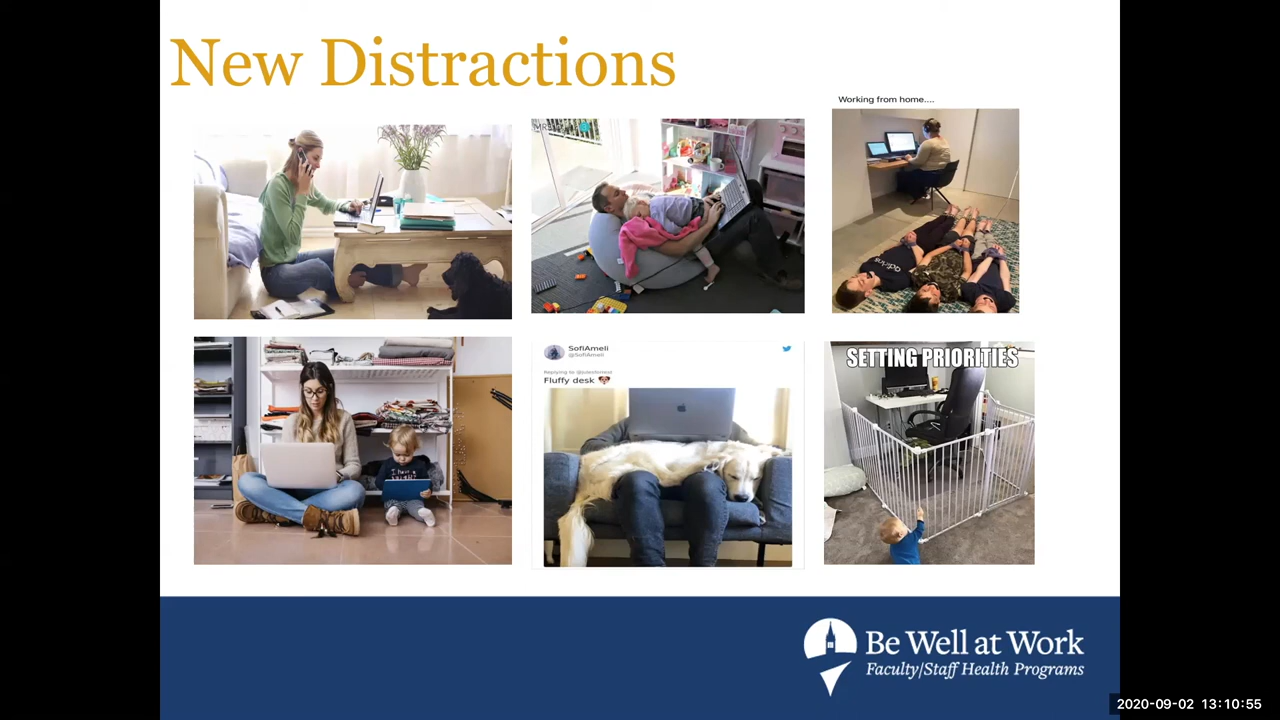 New Distractions
Working from home....
SofiAmeli
@SofiAmeli
Fluffy desk
SETTING PRIORITIES
adidas
Be Well at Work
Faculty/Staff Health Programs
2020-09-02 13:10:55